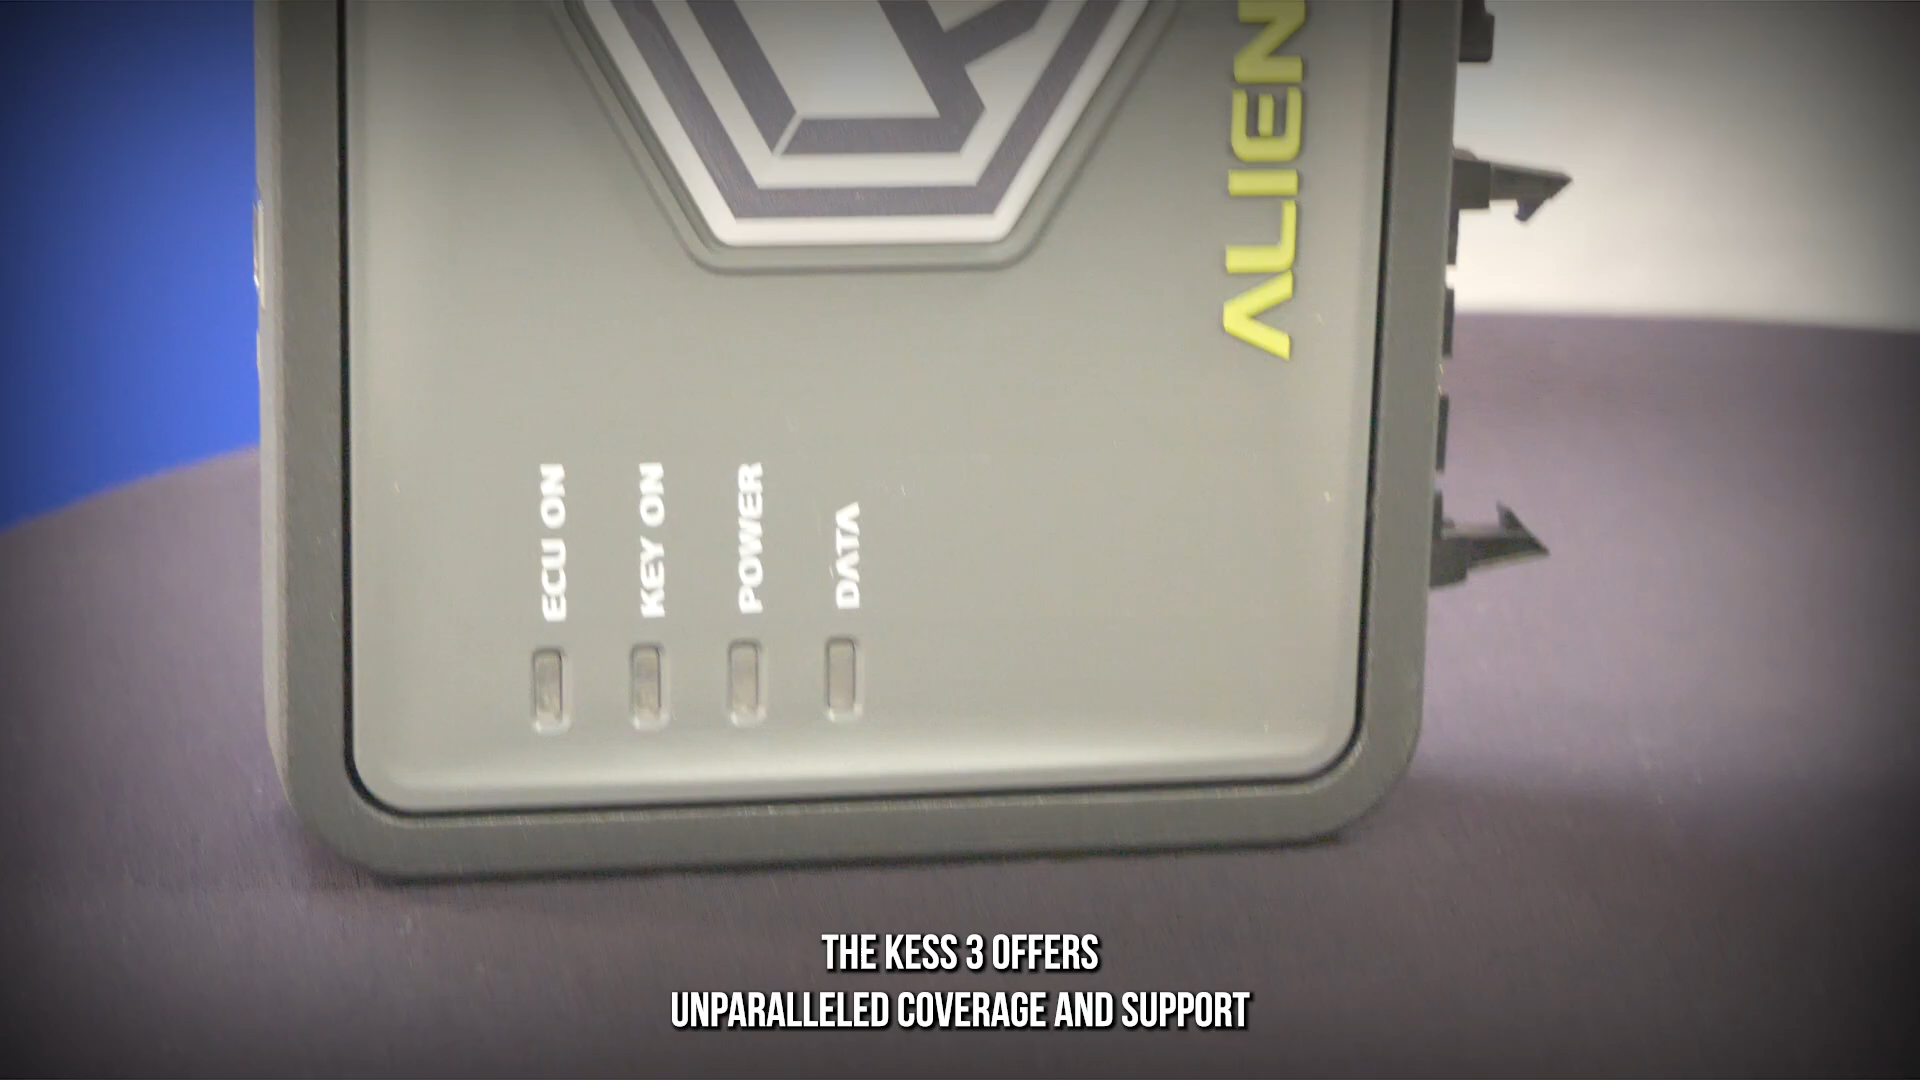 ALIEN
ECU ON
KEY ON
POWER
DATA
THE KESS 3 OFFERS
UNPARALLELED COVERAGE AND SUPPORT